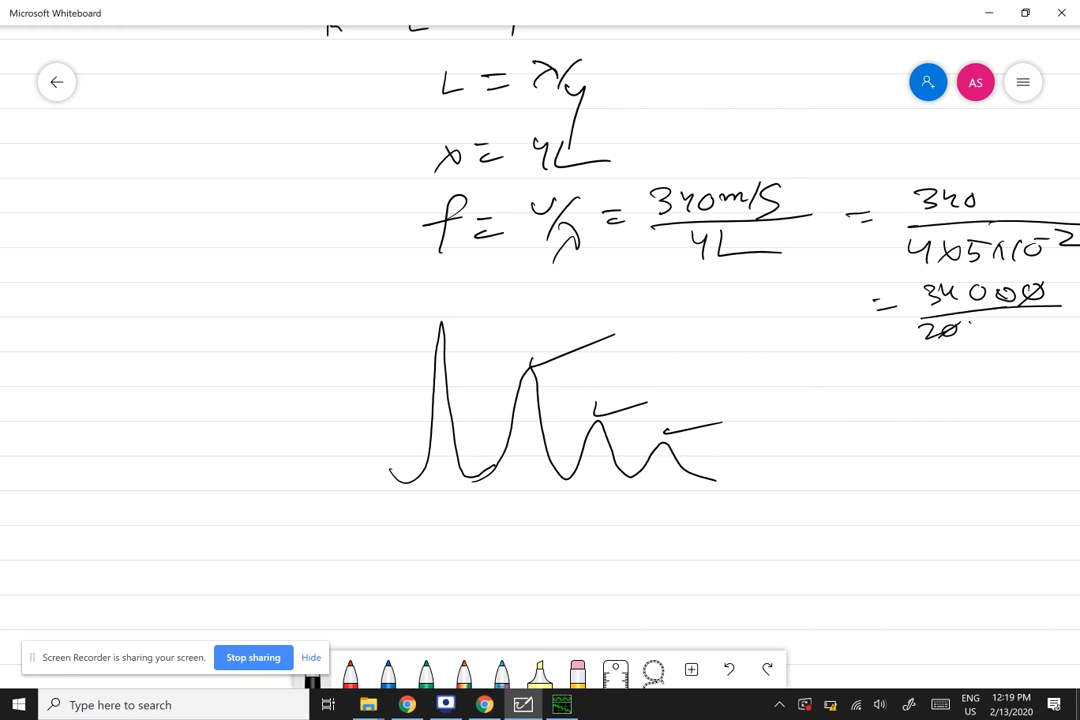 Microsoft Whiteboard
AS
L = λ/4
λ = 4L
f = v/λ = 340m/s / 4L = 340 / 4×5×10⁻²
= 34000 / 20
Screen Recorder is sharing your screen. Stop sharing Hide
Type here to search
ENG 12:19 PM
US 2/13/2020